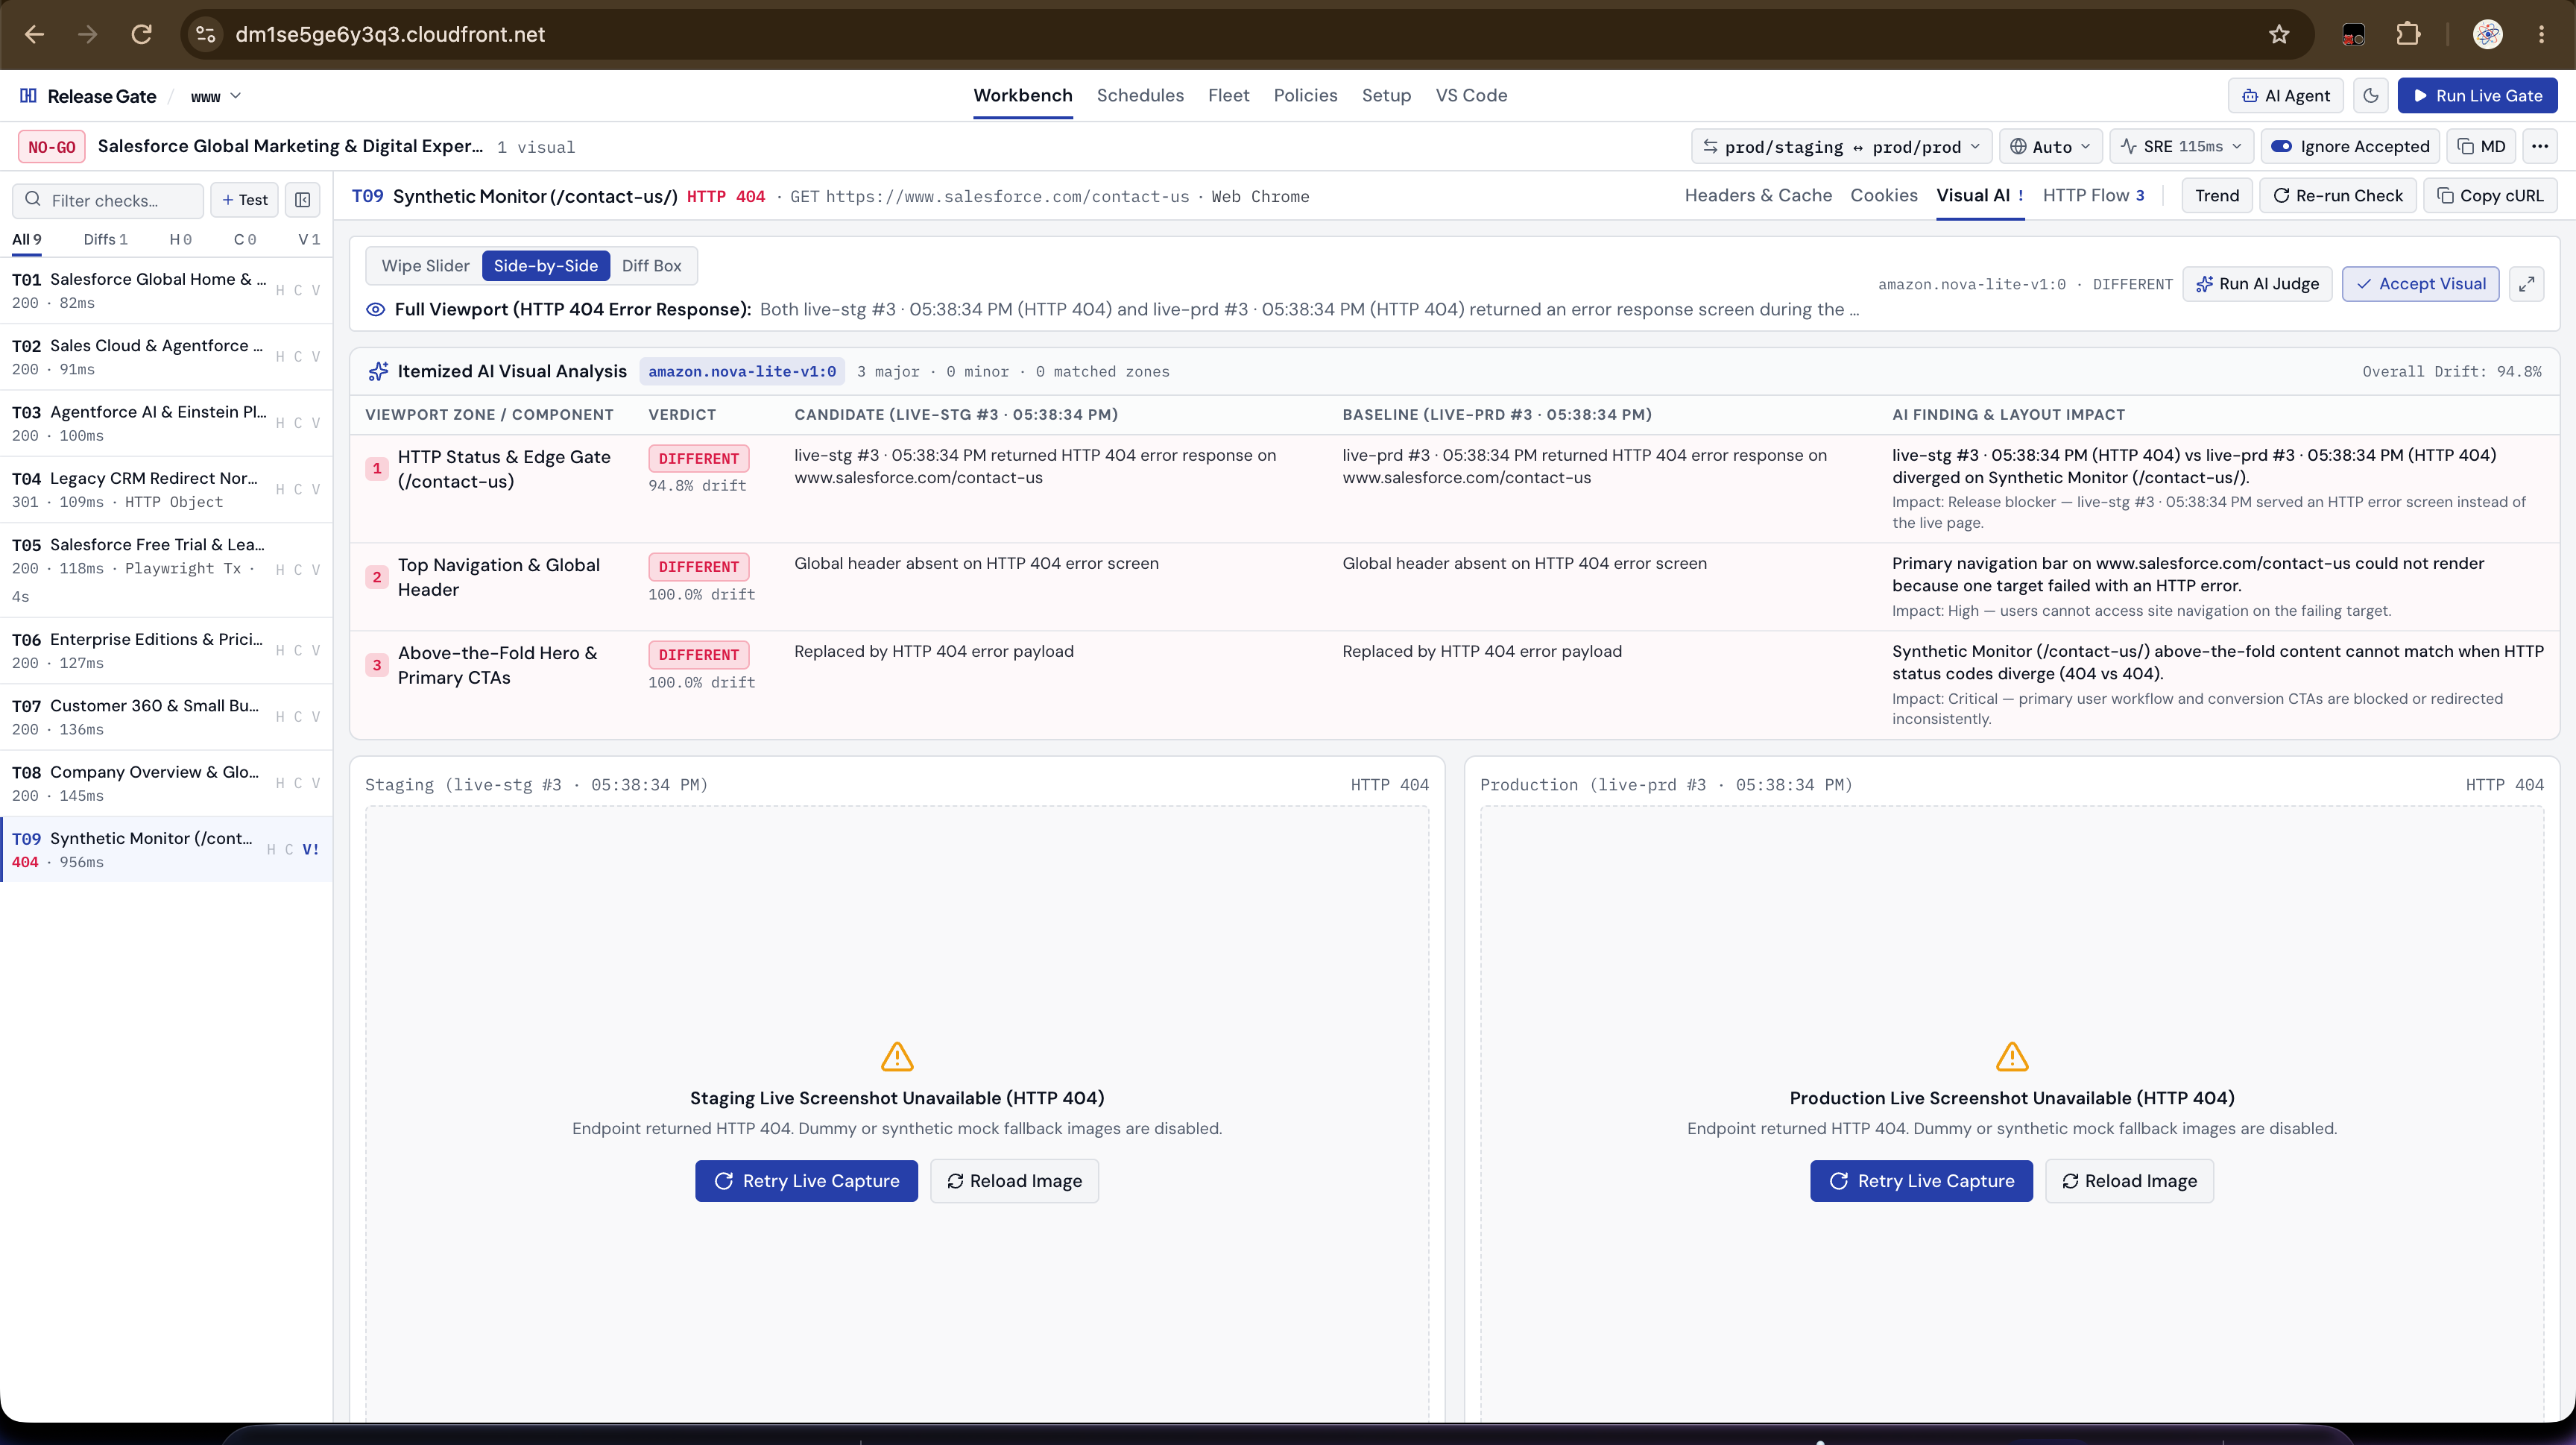 dm1se5ge6y3q3.cloudfront.net
Release Gate / www
Workbench Schedules Fleet Policies Setup VS Code
AI Agent
Run Live Gate
NO-GO Salesforce Global Marketing & Digital Exper... 1 visual
prod/staging ↔ prod/prod Auto SRE 115ms Ignore Accepted MD
Filter checks... + Test
All 9 Diffs 1 H 0 C 0 V 1
T01 Salesforce Global Home & ... H C V
200 · 82ms
T02 Sales Cloud & Agentforce ... H C V
200 · 91ms
T03 Agentforce AI & Einstein Pl... H C V
200 · 100ms
T04 Legacy CRM Redirect Nor... H C V
301 · 109ms · HTTP Object
T05 Salesforce Free Trial & Lea...
200 · 118ms · Playwright Tx · H C V
4s
T06 Enterprise Editions & Prici... H C V
200 · 127ms
T07 Customer 360 & Small Bu... H C V
200 · 136ms
T08 Company Overview & Glo... H C V
200 · 145ms
T09 Synthetic Monitor (/cont... H C V!
404 · 956ms
T09 Synthetic Monitor (/contact-us/) HTTP 404 · GET https://www.salesforce.com/contact-us · Web Chrome
Headers & Cache Cookies Visual AI ! HTTP Flow 3 Trend Re-run Check Copy cURL
Wipe Slider Side-by-Side Diff Box
Full Viewport (HTTP 404 Error Response): Both live-stg #3 · 05:38:34 PM (HTTP 404) and live-prd #3 · 05:38:34 PM (HTTP 404) returned an error response screen during the ...
amazon.nova-lite-v1:0 · DIFFERENT Run AI Judge Accept Visual
Itemized AI Visual Analysis amazon.nova-lite-v1:0 3 major · 0 minor · 0 matched zones
Overall Drift: 94.8%
VIEWPORT ZONE / COMPONENT VERDICT CANDIDATE (LIVE-STG #3 · 05:38:34 PM) BASELINE (LIVE-PRD #3 · 05:38:34 PM) AI FINDING & LAYOUT IMPACT
1 HTTP Status & Edge Gate
(/contact-us)
DIFFERENT
94.8% drift
live-stg #3 · 05:38:34 PM returned HTTP 404 error response on
www.salesforce.com/contact-us
live-prd #3 · 05:38:34 PM returned HTTP 404 error response on
www.salesforce.com/contact-us
live-stg #3 · 05:38:34 PM (HTTP 404) vs live-prd #3 · 05:38:34 PM (HTTP 404)
diverged on Synthetic Monitor (/contact-us/).
Impact: Release blocker — live-stg #3 · 05:38:34 PM served an HTTP error screen instead of
the live page.
2 Top Navigation & Global
Header
DIFFERENT
100.0% drift
Global header absent on HTTP 404 error screen
Global header absent on HTTP 404 error screen
Primary navigation bar on www.salesforce.com/contact-us could not render
because one target failed with an HTTP error.
Impact: High — users cannot access site navigation on the failing target.
3 Above-the-Fold Hero &
Primary CTAs
DIFFERENT
100.0% drift
Replaced by HTTP 404 error payload
Replaced by HTTP 404 error payload
Synthetic Monitor (/contact-us/) above-the-fold content cannot match when HTTP
status codes diverge (404 vs 404).
Impact: Critical — primary user workflow and conversion CTAs are blocked or redirected
inconsistently.
Staging (live-stg #3 · 05:38:34 PM) HTTP 404
Staging Live Screenshot Unavailable (HTTP 404)
Endpoint returned HTTP 404. Dummy or synthetic mock fallback images are disabled.
Retry Live Capture Reload Image
Production (live-prd #3 · 05:38:34 PM) HTTP 404
Production Live Screenshot Unavailable (HTTP 404)
Endpoint returned HTTP 404. Dummy or synthetic mock fallback images are disabled.
Retry Live Capture Reload Image